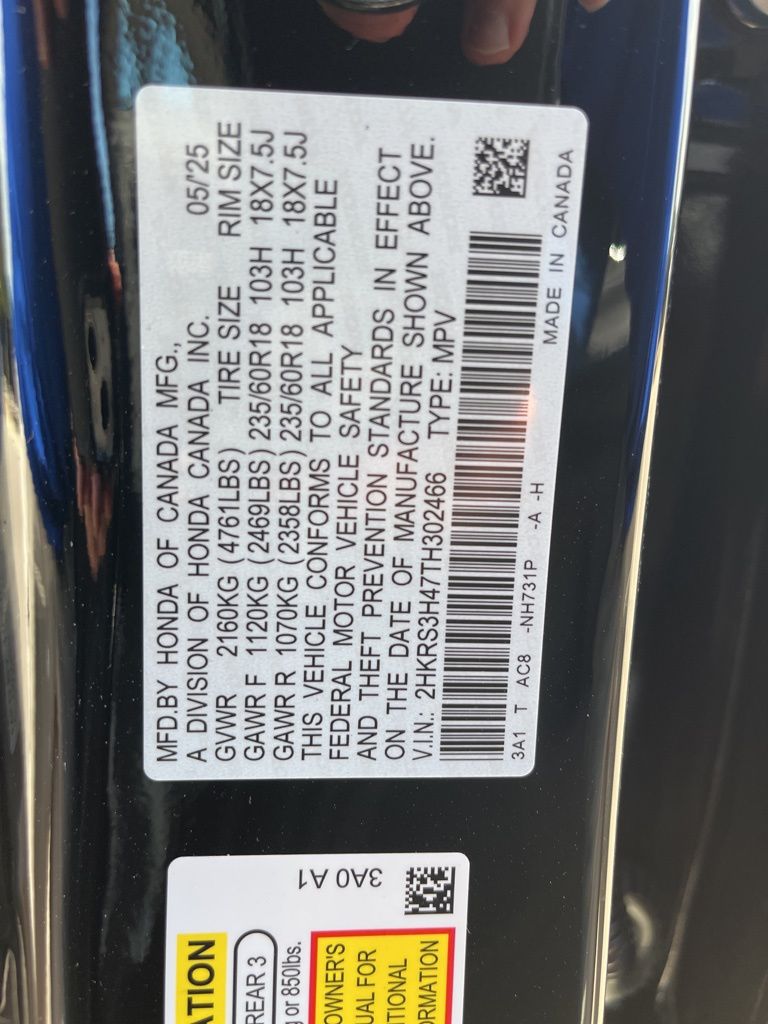 MFD.BY HONDA OF CANADA MFG.,
A DIVISION OF HONDA CANADA INC. 05/'25
GVWR 2160KG (4761LBS) TIRE SIZE RIM SIZE
GAWR F 1120KG (2469LBS) 235/60R18 103H 18X7.5J
GAWR R 1070KG (2358LBS) 235/60R18 103H 18X7.5J
THIS VEHICLE CONFORMS TO ALL APPLICABLE
FEDERAL MOTOR VEHICLE SAFETY
AND THEFT PREVENTION STANDARDS IN EFFECT
ON THE DATE OF MANUFACTURE SHOWN ABOVE.
V.I.N.: 2HKRS3H47TH302466 TYPE: MPV
3A1 T AC8 -NH731P -A -H
MADE IN CANADA
3A0 A1
REAR 3
or 850lbs.
OWNER'S
FOR